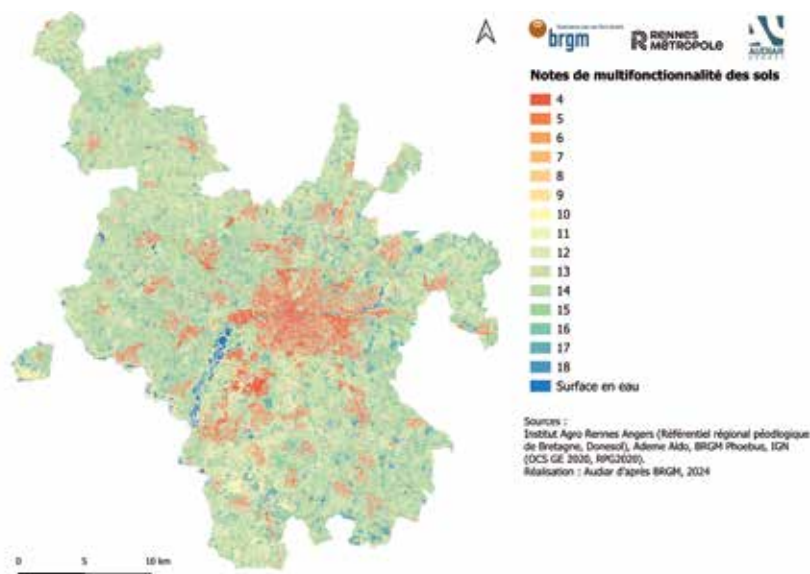 brgm
RENNES
MÉTROPOLE
AUDIAR
RENNES
Notes de multifonctionnalité des sols
4
5
6
7
8
9
10
11
12
13
14
15
16
17
18
Surface en eau
Sources :
Institut Agro Rennes Angers (Référentiel régional pédologique
de Bretagne, Donesol), Ademe Aldo, BRGM Phoebus, IGN
(OCS GE 2020, RPG2020).
Réalisation : Audiar d'après BRGM, 2024
0 5 10 km